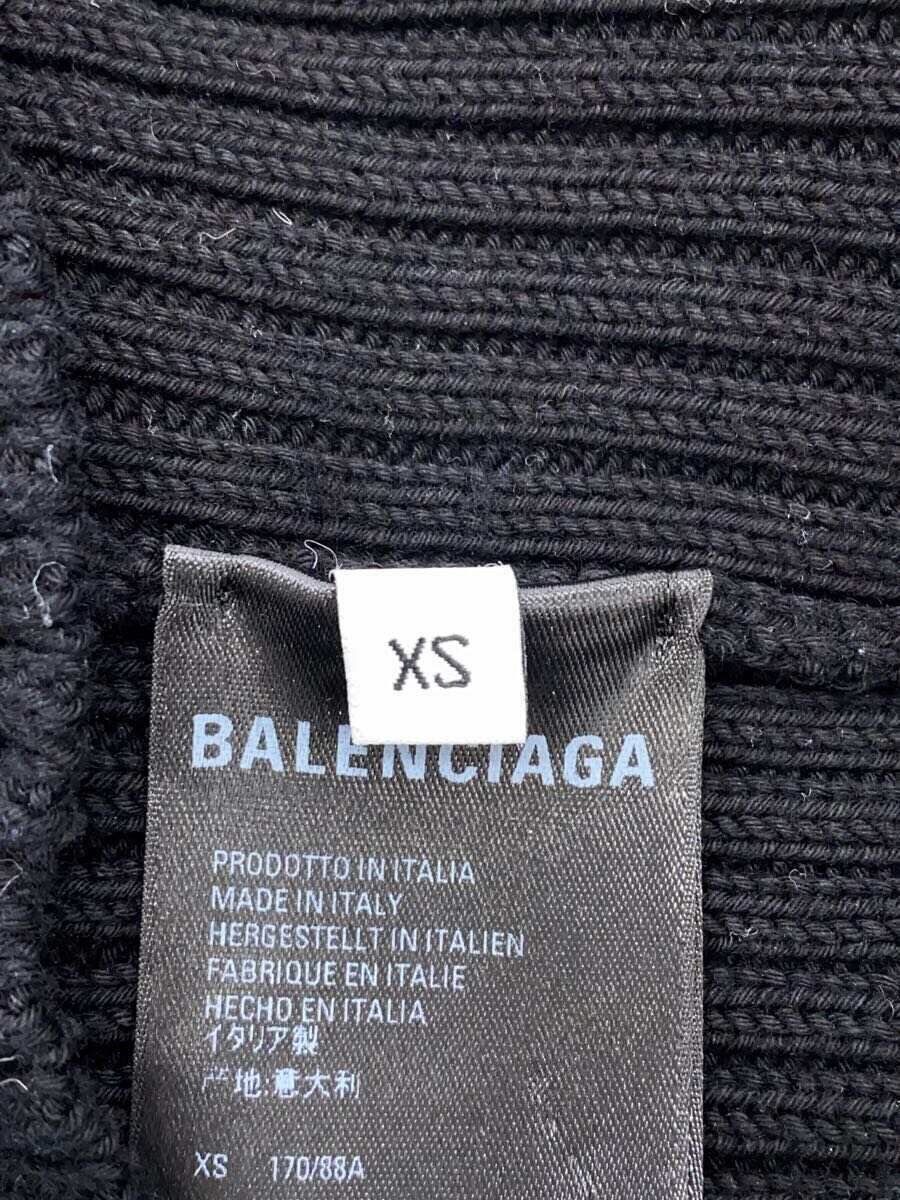 XS
BALENCIAGA
PRODOTTO IN ITALIA
MADE IN ITALY
HERGESTELLT IN ITALIEN
FABRIQUE EN ITALIE
HECHO EN ITALIA
イタリア製
产地:意大利
XS 170/88A